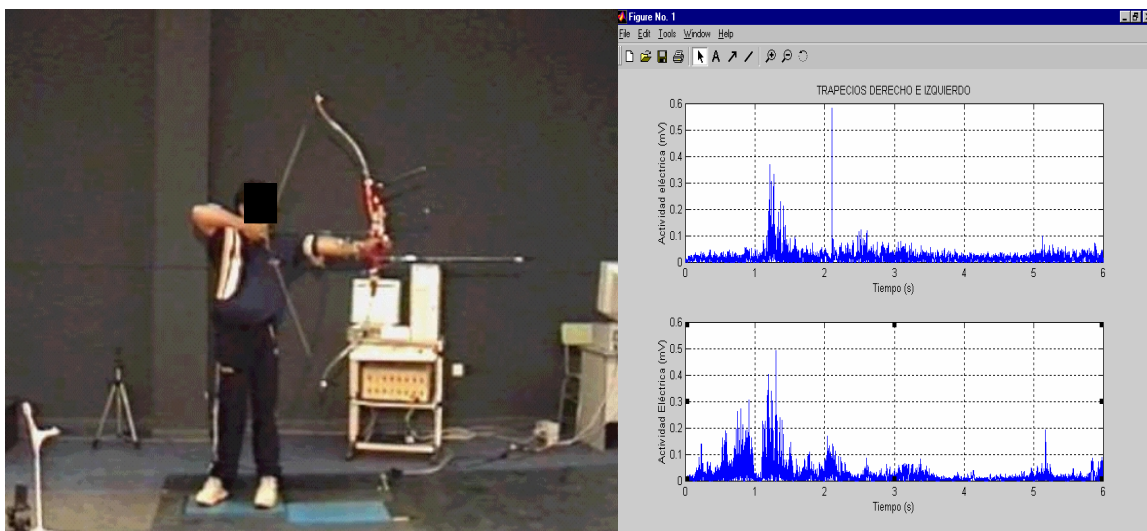 Figure No. 1
File Edit Tools Window Help
A
TRAPECIOS DERECHO E IZQUIERDO
Actividad eléctrica (mV)
0.6
0.5
0.4
0.3
0.2
0.1
0
0 1 2 3 4 5 6
Tiempo (s)
Actividad Eléctrica (mV)
0.6
0.5
0.4
0.3
0.2
0.1
0
0 1 2 3 4 5 6
Tiempo (s)